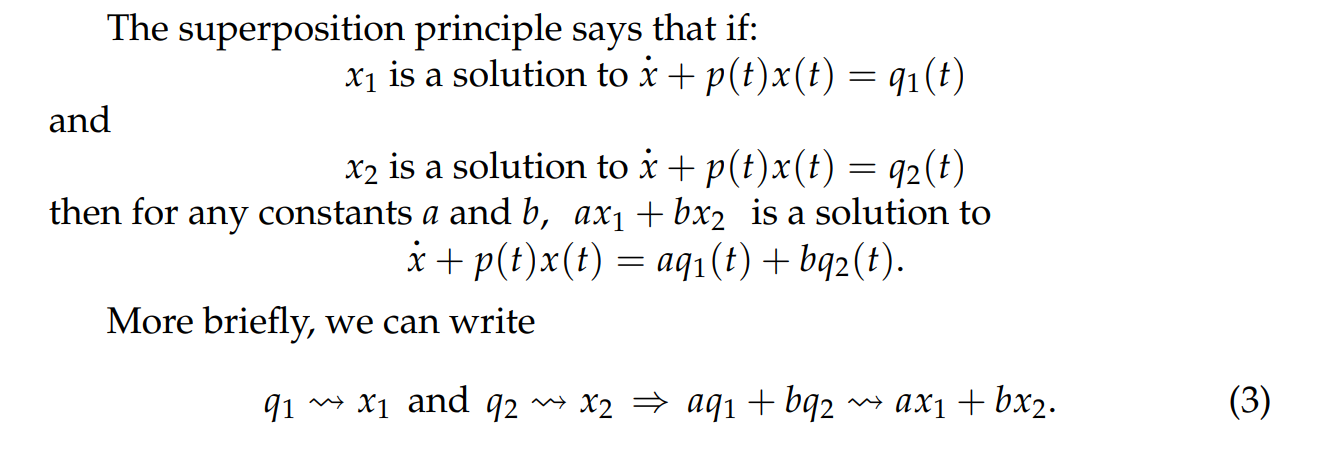 The superposition principle says that if:
x₁ is a solution to ẋ + p(t)x(t) = q₁(t)
and
x₂ is a solution to ẋ + p(t)x(t) = q₂(t)
then for any constants a and b, ax₁ + bx₂ is a solution to
ẋ + p(t)x(t) = aq₁(t) + bq₂(t).
More briefly, we can write
q₁ ⇝ x₁ and q₂ ⇝ x₂ ⇒ aq₁ + bq₂ ⇝ ax₁ + bx₂. (3)